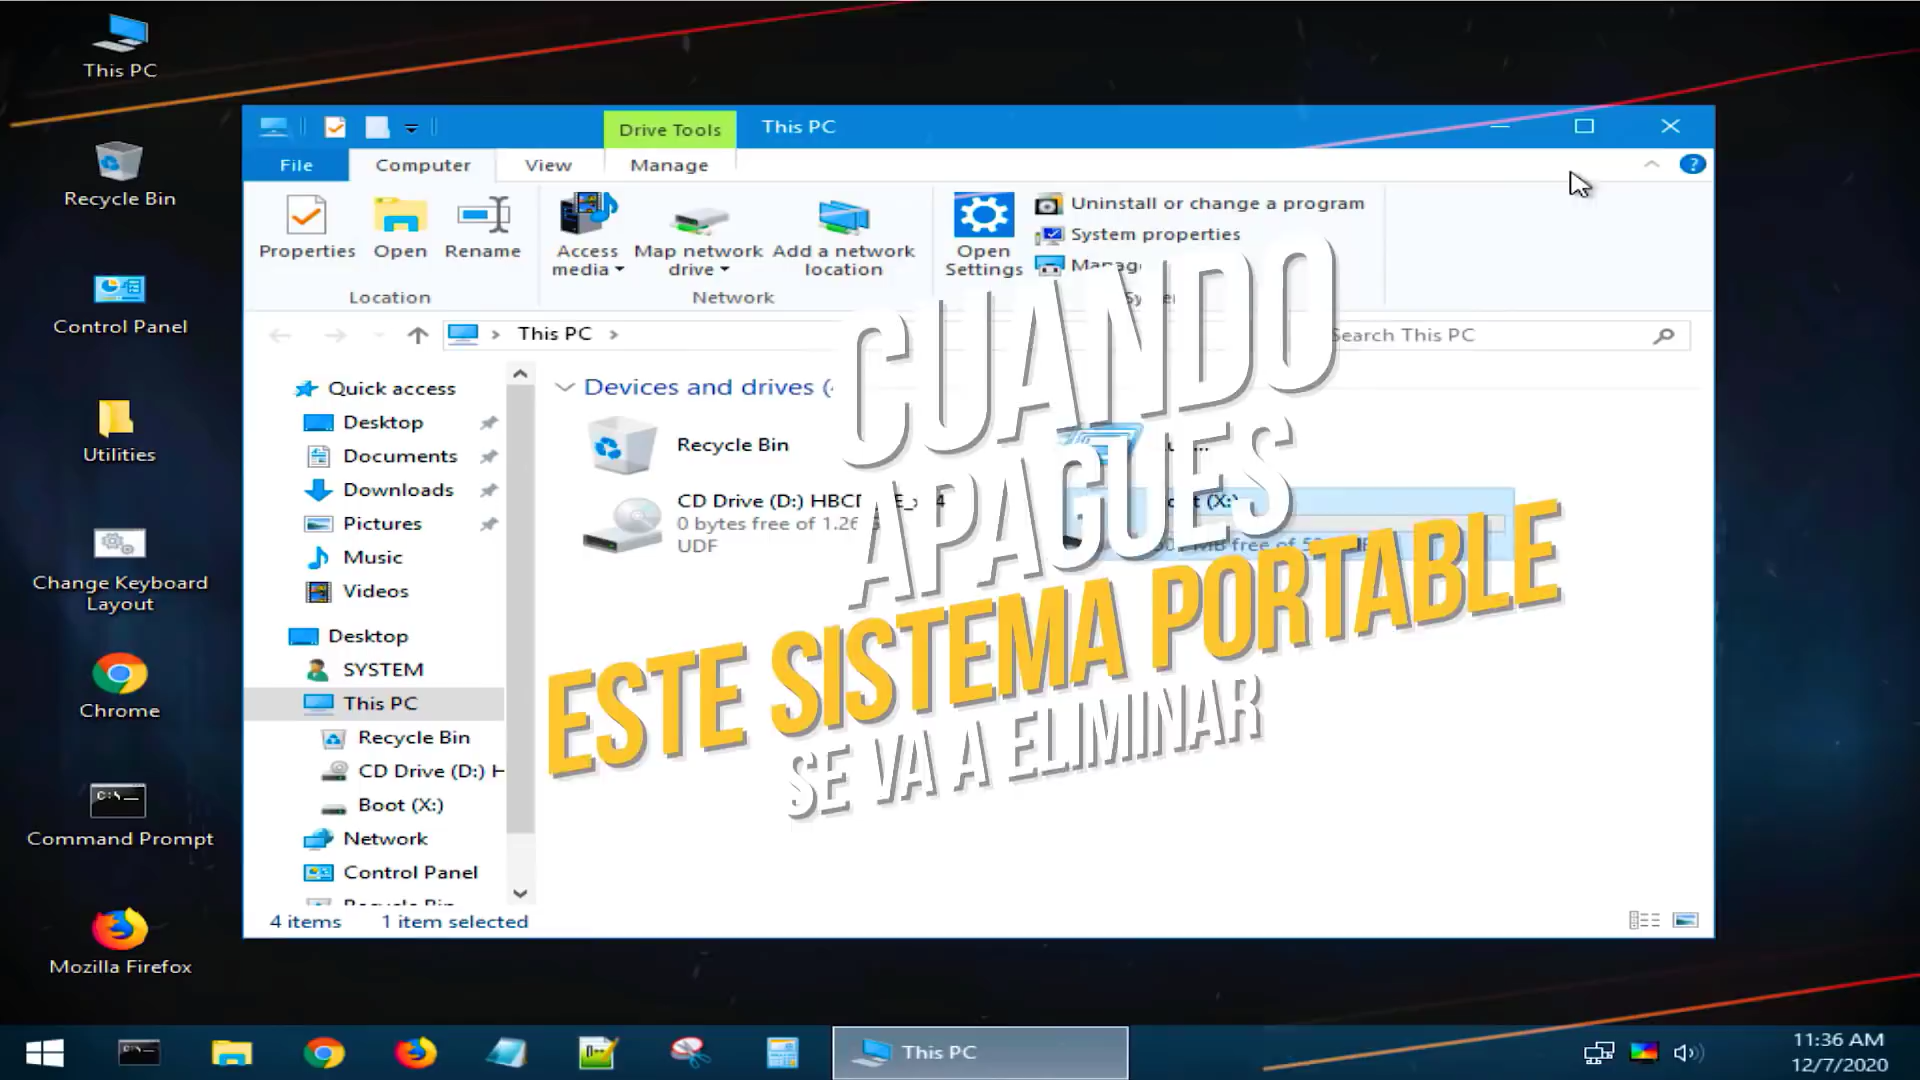 This PC
Recycle Bin
Control Panel
Utilities
Change Keyboard
Layout
Chrome
Command Prompt
Mozilla Firefox
Drive Tools
This PC
File
Computer
View
Manage
Properties
Open
Rename
Access
media
Map network
drive
Add a network
location
Open
Settings
Uninstall or change a program
System properties
Manage
Location
Network
This PC
Search This PC
Quick access
Desktop
Documents
Downloads
Pictures
Music
Videos
Desktop
SYSTEM
This PC
Recycle Bin
CD Drive (D:) H
Boot (X:)
Network
Control Panel
Recycle Bin
Devices and drives (
Recycle Bin
CD Drive (D:)
0 bytes free of 1.26
UDF
(X:)
MB free of
CUANDO
APAGUES
ESTE SISTEMA PORTABLE
SE VA A ELIMINAR
4 items
1 item selected
This PC
11:36 AM
12/7/2020